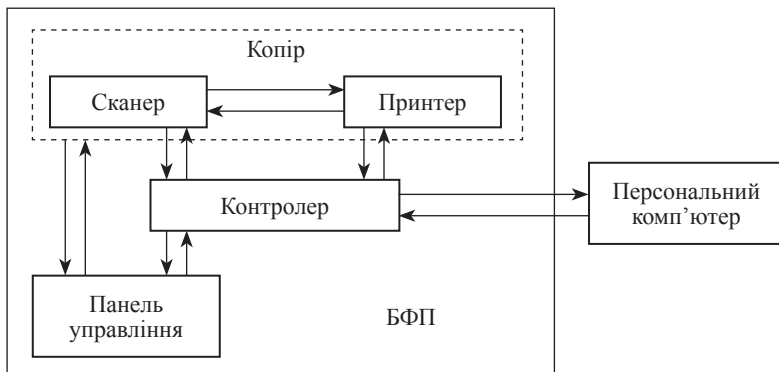 Копір
Сканер
Принтер
Контролер
Персональний
комп’ютер
Панель
управління
БФП